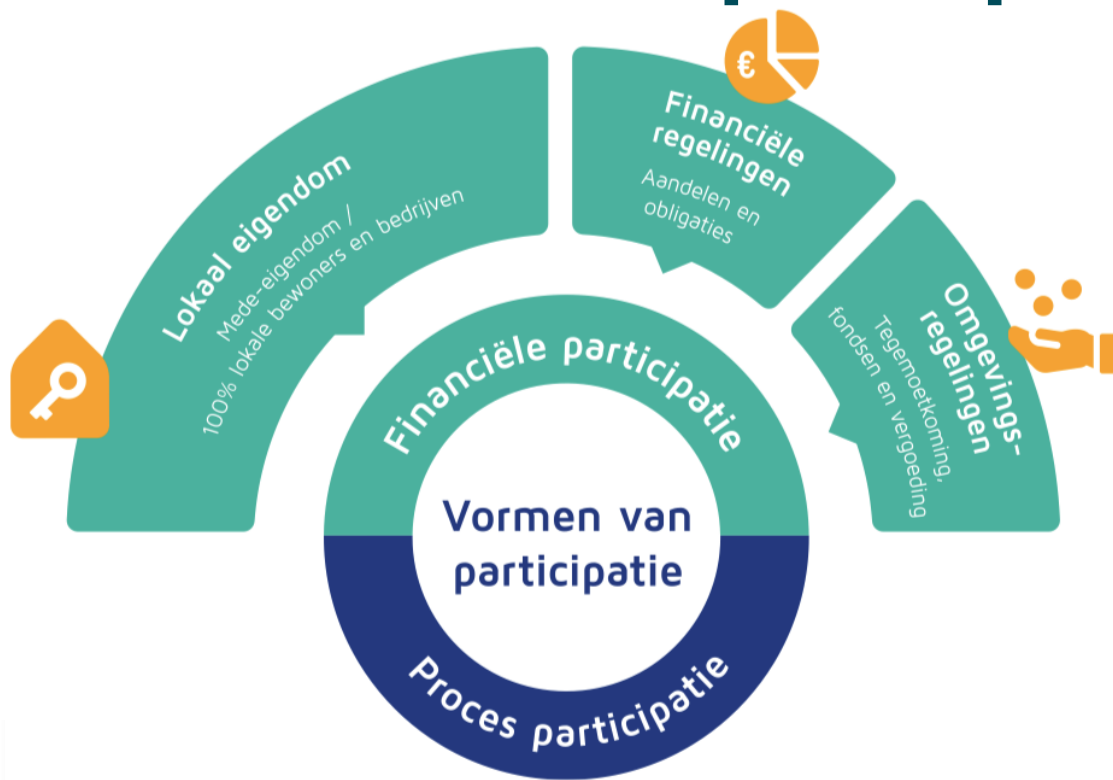 Lokaal eigendom
Mede-eigendom /
100% lokale bewoners en bedrijven
€
Financiële
regelingen
Aandelen en
obligaties
Omgevings-
regelingen
Tegemoetkoming,
fondsen en vergoeding
Financiële participatie
Vormen van
participatie
Proces participatie